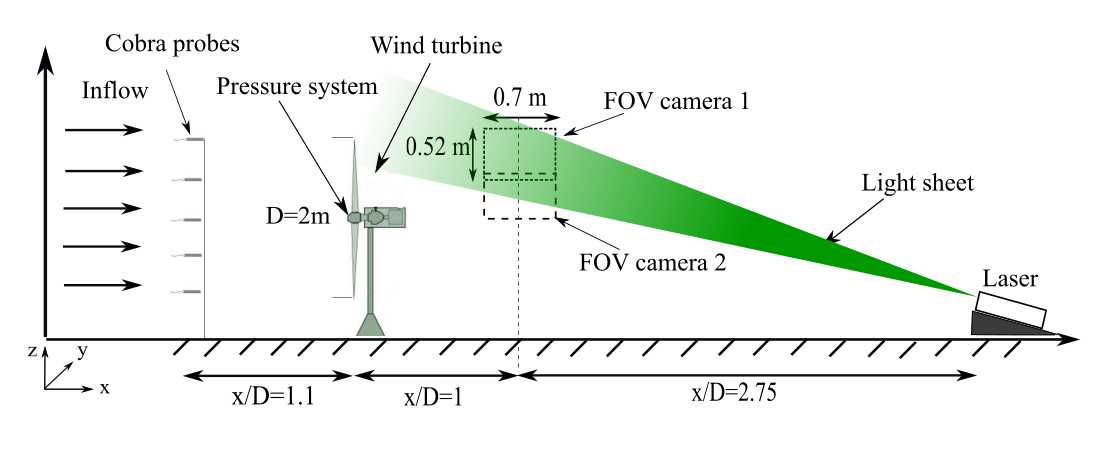 Cobra probes
Wind turbine
Inflow
Pressure system
0.7 m
FOV camera 1
0.52 m
Light sheet
D=2m
FOV camera 2
Laser
z
y
x
x/D=1.1
x/D=1
x/D=2.75